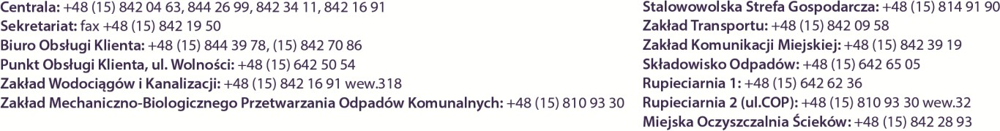 Centrala: +48 (15) 842 04 63, 844 26 99, 842 34 11, 842 16 91
Sekretariat: fax +48 (15) 842 19 50
Biuro Obsługi Klienta: +48 (15) 844 39 78, (15) 842 70 86
Punkt Obsługi Klienta, ul. Wolności: +48 (15) 642 50 54
Zakład Wodociągów i Kanalizacji: +48 (15) 842 16 91 wew.318
Zakład Mechaniczno-Biologicznego Przetwarzania Odpadów Komunalnych: +48 (15) 810 93 30
Stalowowolska Strefa Gospodarcza: +48 (15) 814 91 90
Zakład Transportu: +48 (15) 842 09 58
Zakład Komunikacji Miejskiej: +48 (15) 842 39 19
Składowisko Odpadów: +48 (15) 642 65 05
Rupieciarnia 1: +48 (15) 642 62 36
Rupieciarnia 2 (ul.COP): +48 (15) 810 93 30 wew.32
Miejska Oczyszczalnia Ścieków: +48 (15) 842 28 93